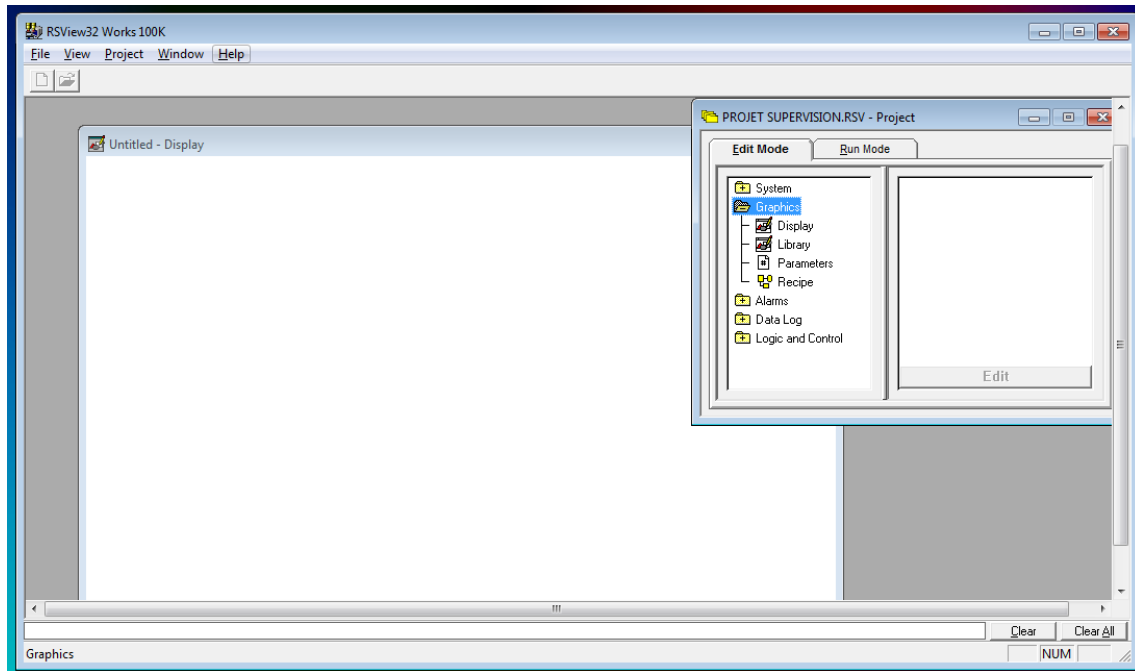 RSView32 Works 100K
File View Project Window Help
PROJET SUPERVISION.RSV - Project
Untitled - Display
Edit Mode Run Mode
System
Graphics
Display
Library
Parameters
Recipe
Alarms
Data Log
Logic and Control
Edit
Clear Clear All
Graphics NUM